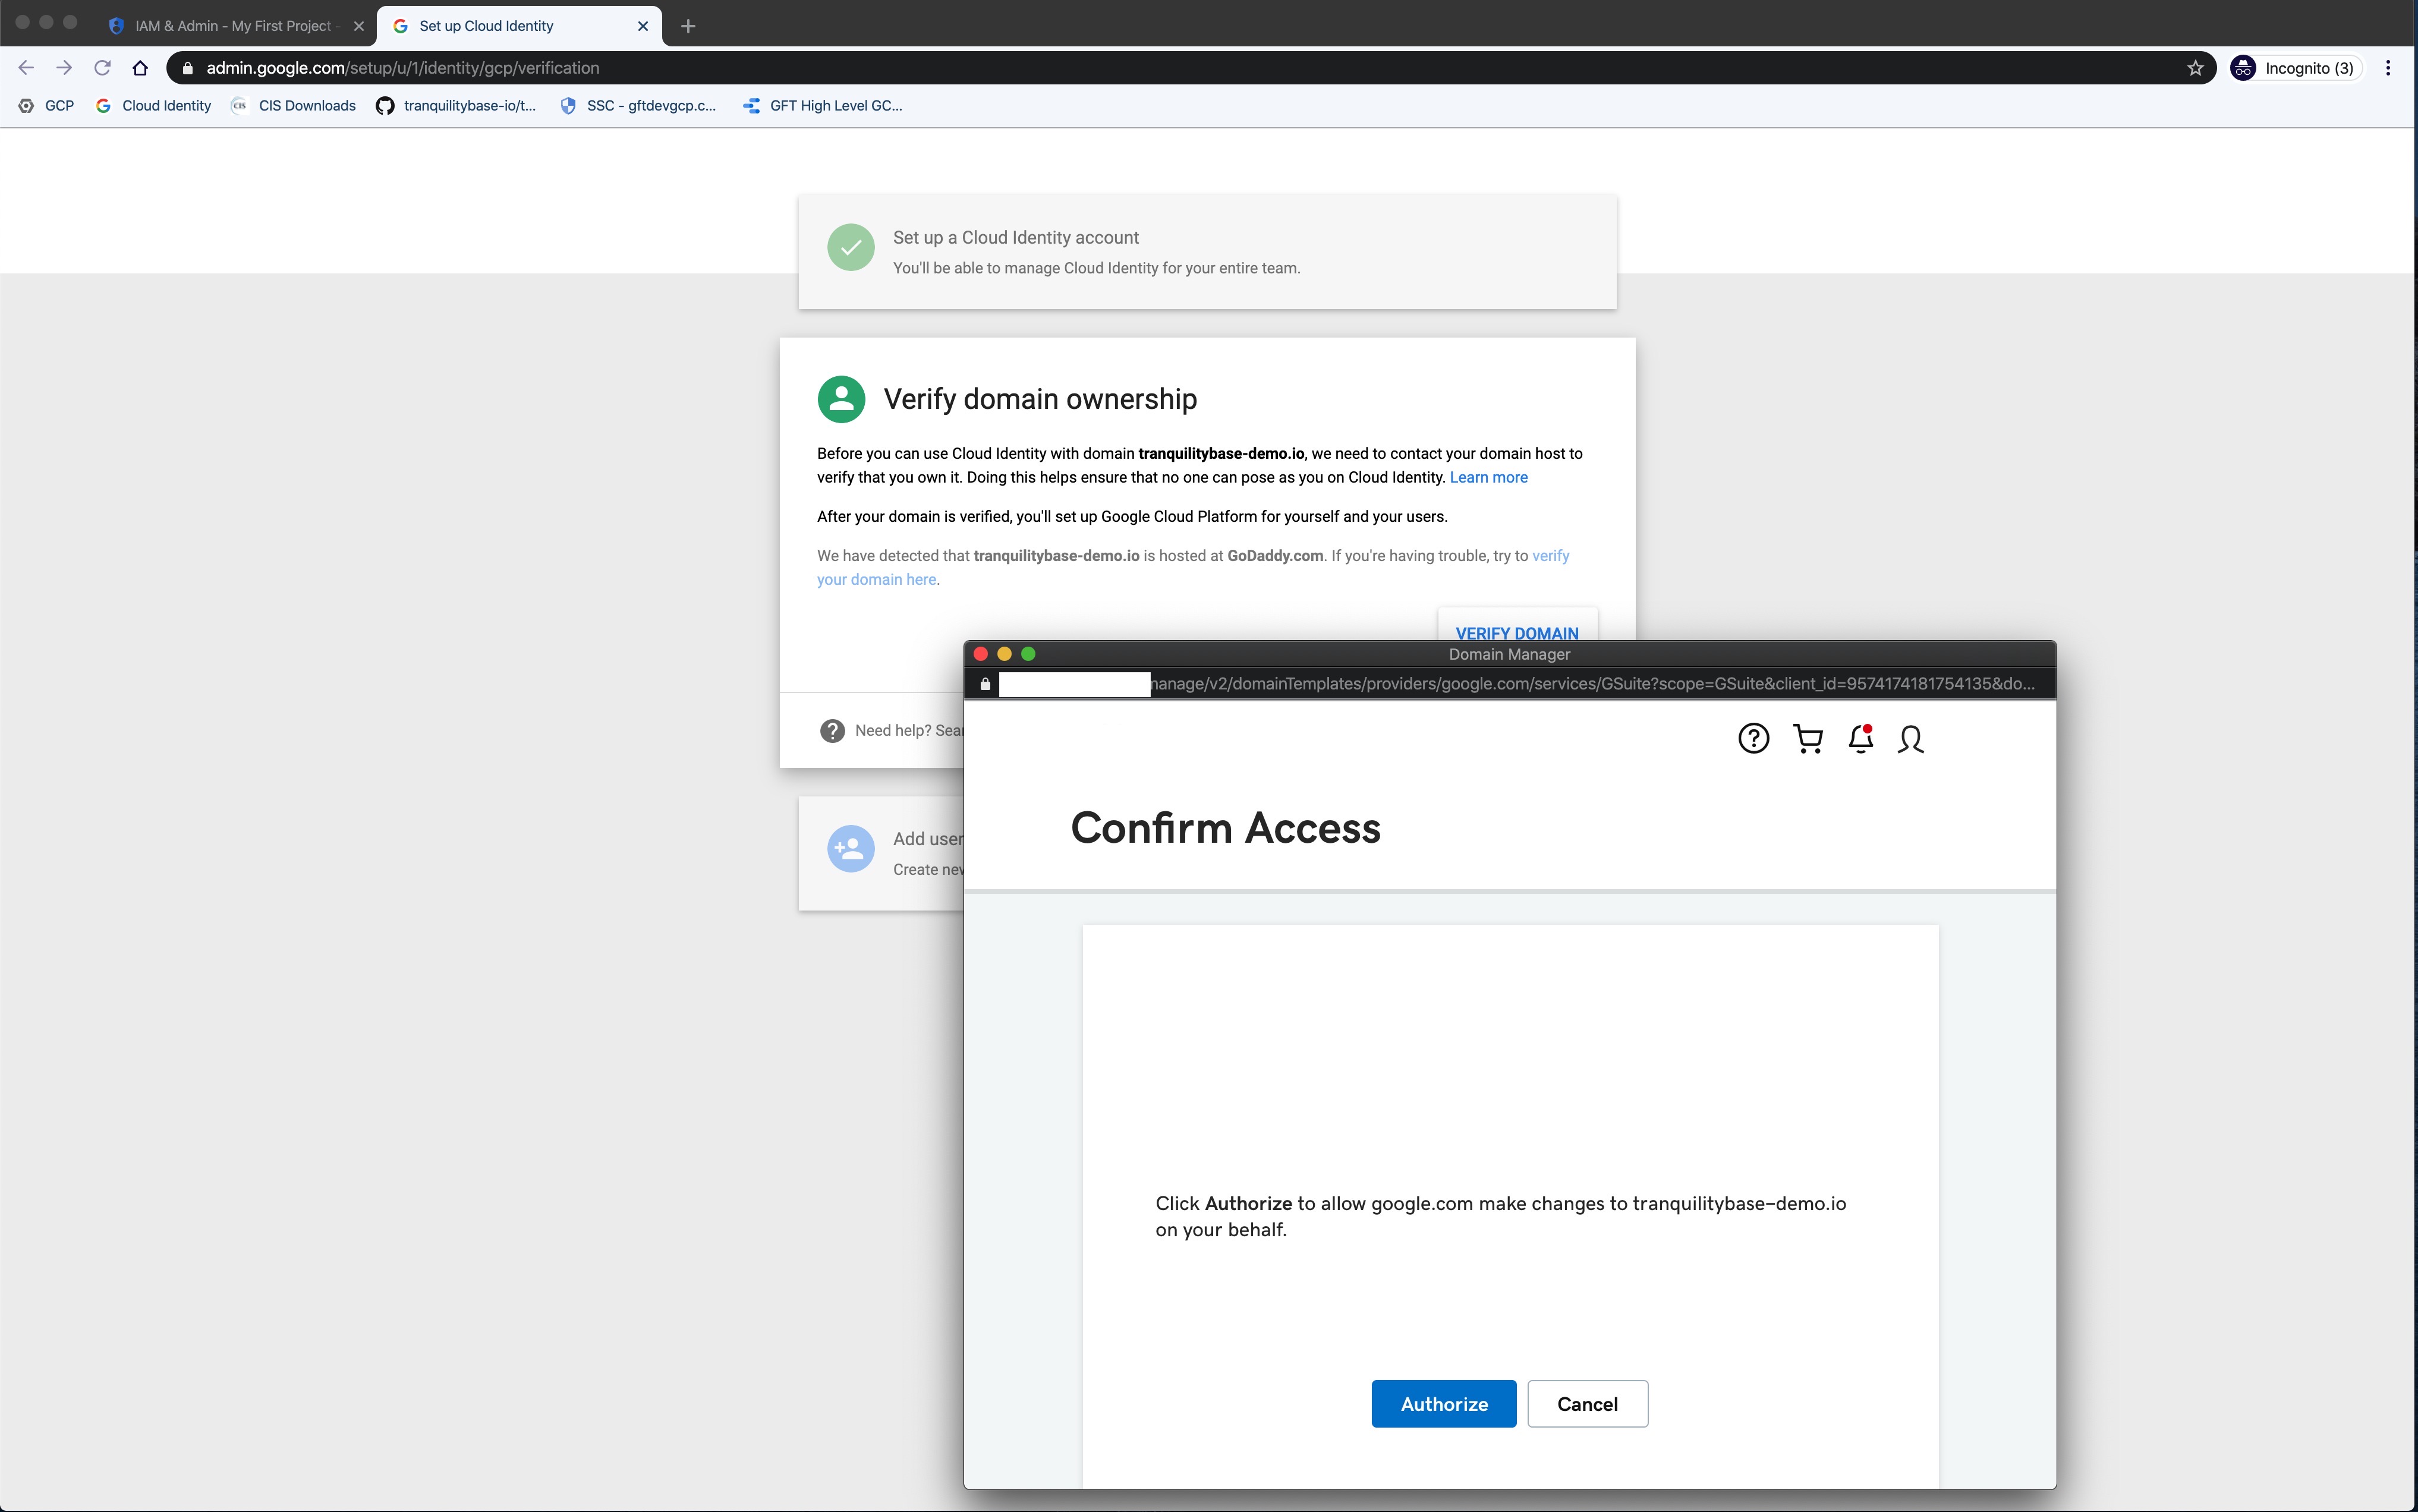 IAM & Admin - My First Project -
Set up Cloud Identity
admin.google.com/setup/u/1/identity/gcp/verification
Incognito (3)
GCP
Cloud Identity
CIS
CIS Downloads
tranquilitybase-io/t...
SSC - gftdevgcp.c...
GFT High Level GC...
Set up a Cloud Identity account
You'll be able to manage Cloud Identity for your entire team.
Verify domain ownership
Before you can use Cloud Identity with domain tranquilitybase-demo.io, we need to contact your domain host to
verify that you own it. Doing this helps ensure that no one can pose as you on Cloud Identity. Learn more
After your domain is verified, you'll set up Google Cloud Platform for yourself and your users.
We have detected that tranquilitybase-demo.io is hosted at GoDaddy.com. If you're having trouble, try to verify
your domain here.
VERIFY DOMAIN
Need help? Sear
Add user
Create new
Domain Manager
manage/v2/domainTemplates/providers/google.com/services/GSuite?scope=GSuite&client_id=9574174181754135&do...
Confirm Access
Click Authorize to allow google.com make changes to tranquilitybase-demo.io
on your behalf.
Authorize
Cancel